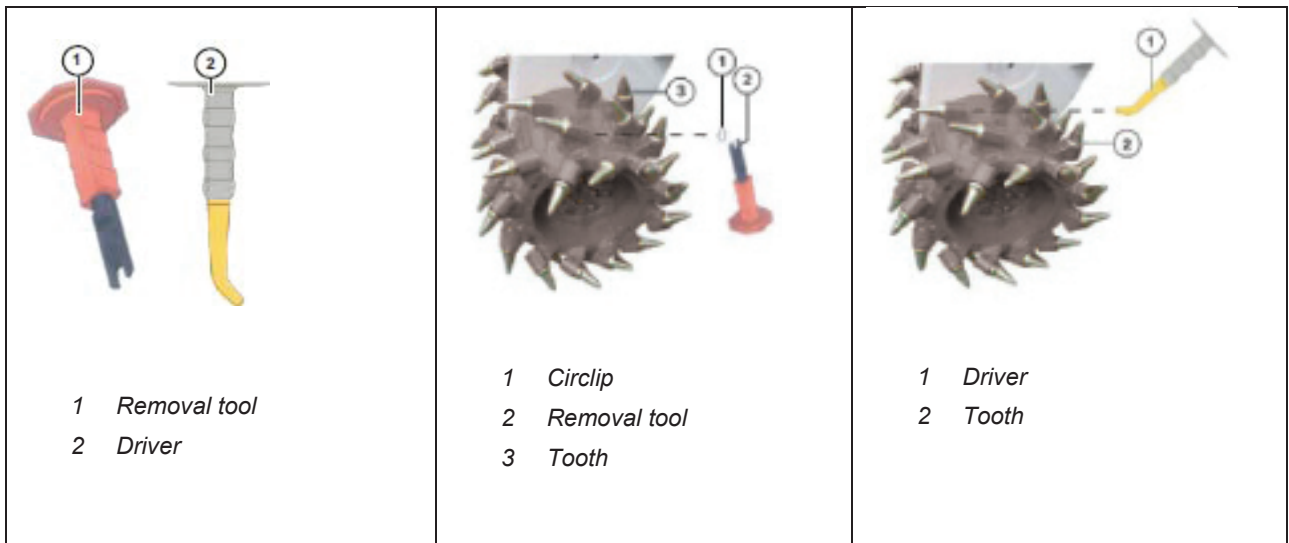 1
2
1 Removal tool
2 Driver
1
2
3
1 Circlip
2 Removal tool
3 Tooth
1
2
1 Driver
2 Tooth